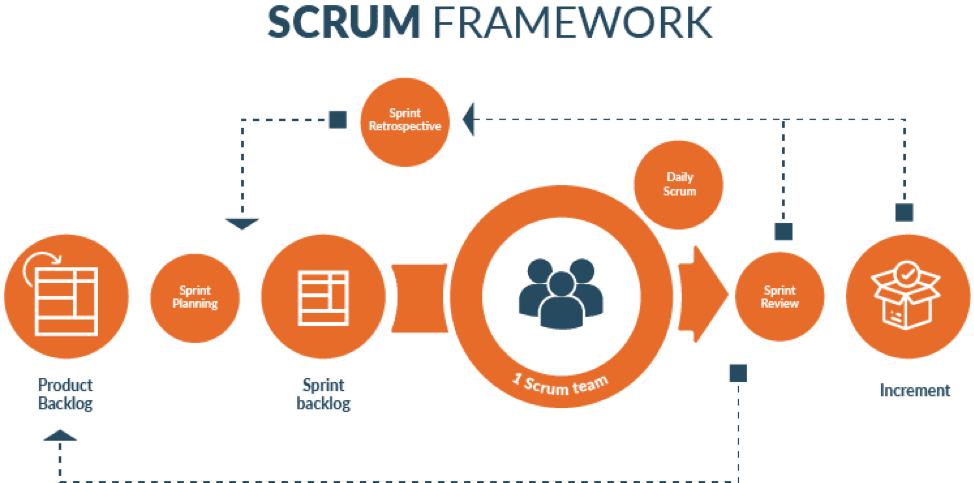 SCRUM FRAMEWORK
Sprint
Retrospective
Daily
Scrum
Sprint
Planning
Sprint
Review
1 Scrum team
Product
Backlog
Sprint
backlog
Increment